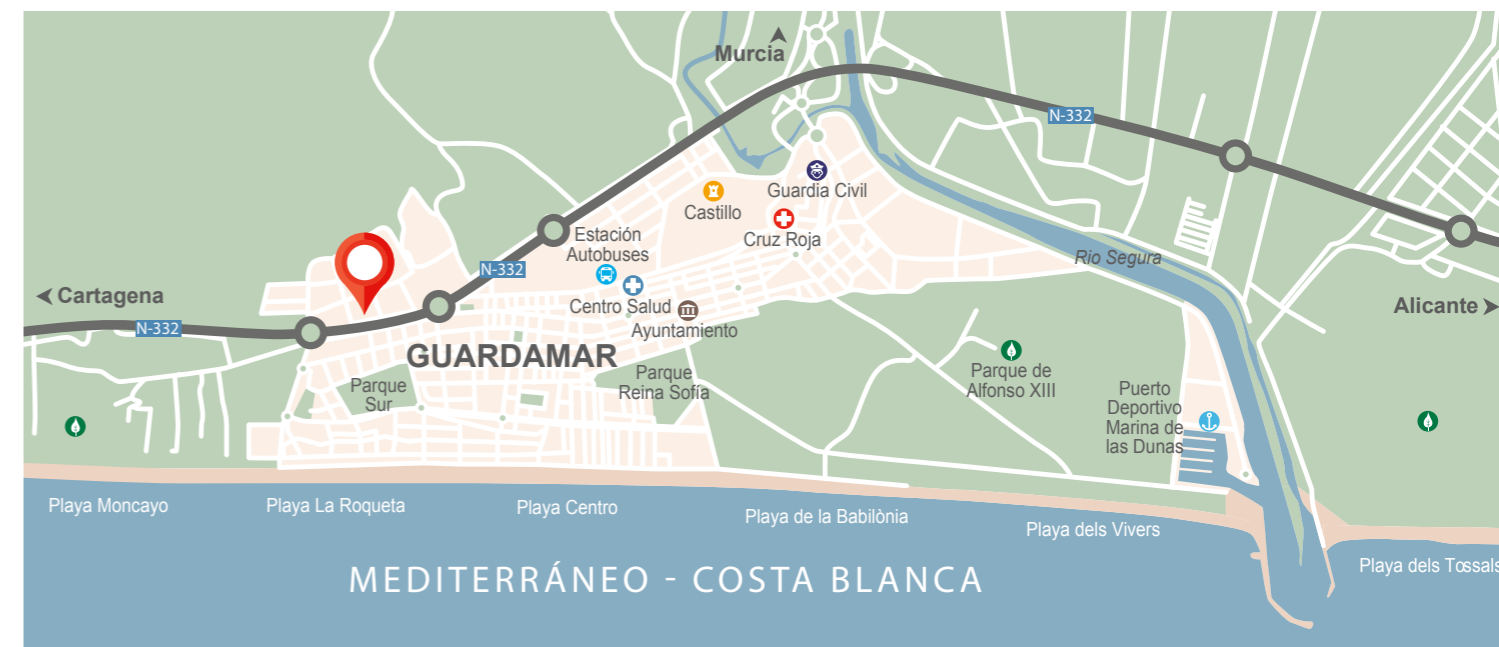 Murcia
N-332
Guardia Civil
Castillo
Cruz Roja
Estación
Autobuses
N-332
Rio Segura
Cartagena
Centro Salud
Alicante
N-332
Ayuntamiento
GUARDAMAR
Parque
Sur
Parque
Reina Sofía
Parque de
Alfonso XIII
Puerto
Deportivo
Marina de
las Dunas
Playa Moncayo
Playa La Roqueta
Playa Centro
Playa de la Babilònia
Playa dels Vivers
Playa dels Tossals
MEDITERRÁNEO - COSTA BLANCA